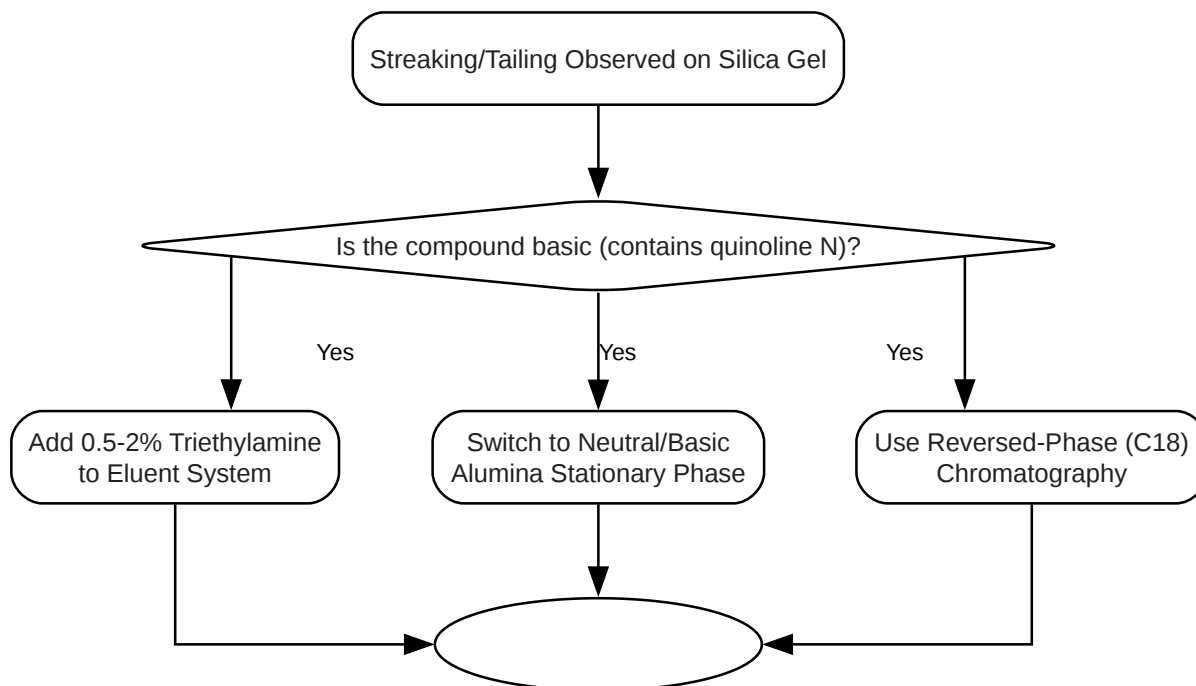 Streaking/Tailing Observed on Silica Gel
Is the compound basic (contains quinoline N)?
Yes
Yes
Yes
Add 0.5-2% Triethylamine
to Eluent System
Switch to Neutral/Basic
Alumina Stationary Phase
Use Reversed-Phase (C18)
Chromatography